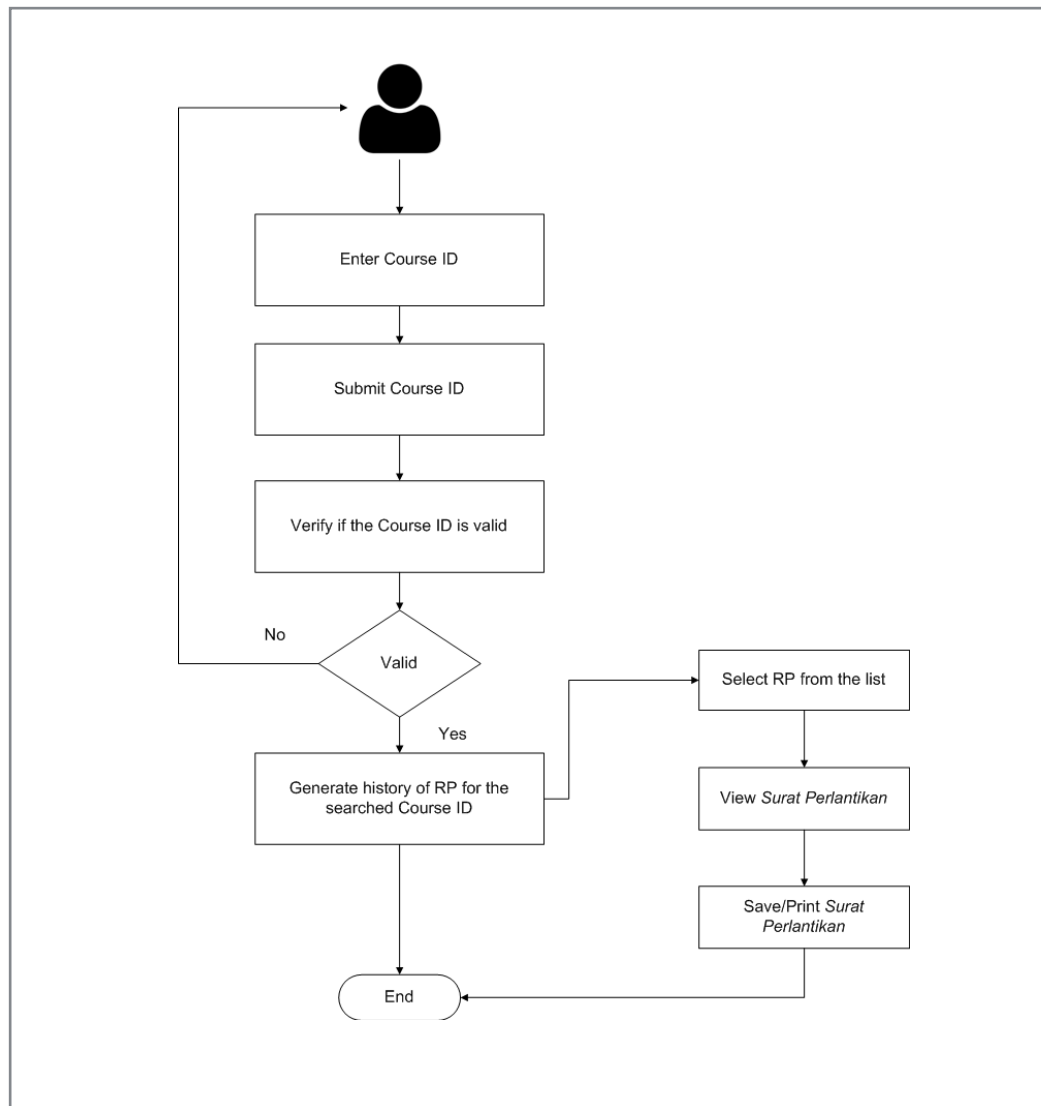 Enter Course ID
Submit Course ID
Verify if the Course ID is valid
No
Valid
Yes
Generate history of RP for the
searched Course ID
Select RP from the list
View Surat Perlantikan
Save/Print Surat
Perlantikan
End